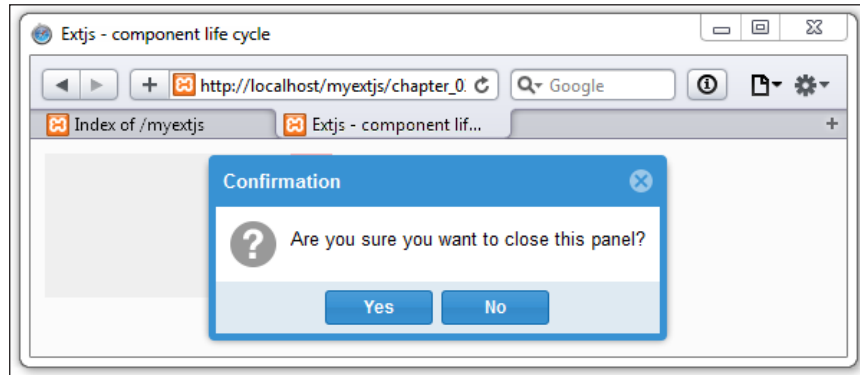 Extjs - component life cycle
http://localhost/myextjs/chapter_0
Google
Index of /myextjs
Extjs - component lif...
Confirmation
Are you sure you want to close this panel?
Yes No